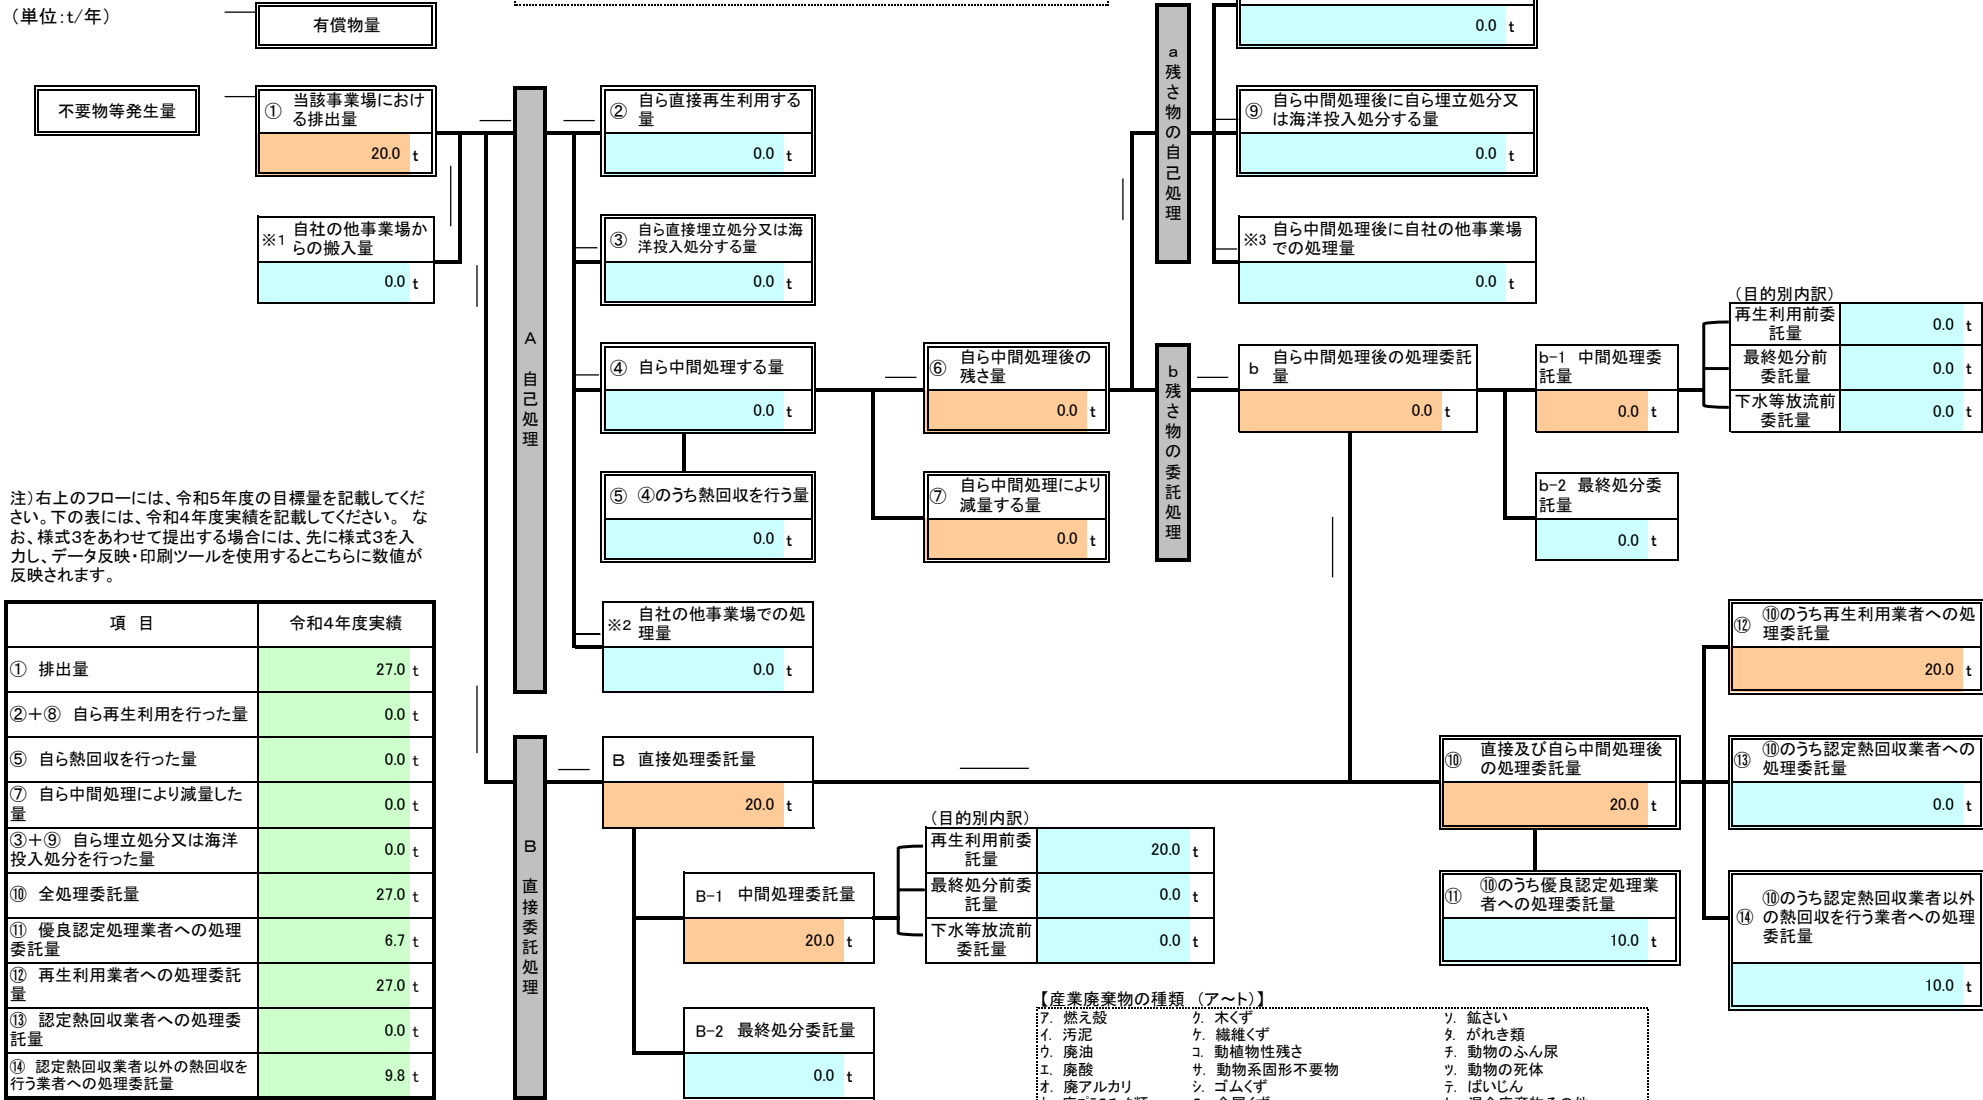 (単位:t/年)
有償物量
0.0 t
不要物等発生量
① 当該事業場におけ
る排出量
20.0 t
※1 自社の他事業場か
らの搬入量
0.0 t
A 自己処理
② 自ら直接再生利用する
量
0.0 t
③ 自ら直接埋立処分又は海
洋投入処分する量
0.0 t
④ 自ら中間処理する量
0.0 t
⑤ ④のうち熱回収を行う量
0.0 t
※2 自社の他事業場での処
理量
0.0 t
⑥ 自ら中間処理後の
残さ量
0.0 t
⑦ 自ら中間処理により
減量する量
0.0 t
a 残さ物の自己処理
⑨ 自ら中間処理後に自ら埋立処分又
は海洋投入処分する量
0.0 t
※3 自ら中間処理後に自社の他事業場
での処理量
0.0 t
b 残さ物の委託処理
b 自ら中間処理後の処理委託
量
0.0 t
b-1 中間処理委
託量
0.0 t
b-2 最終処分委
託量
0.0 t
(目的別内訳)
再生利用前委
託量
0.0 t
最終処分前
委託量
0.0 t
下水等放流前
委託量
0.0 t
注)右上のフローには、令和5年度の目標量を記載してくだ
さい。下の表には、令和4年度実績を記載してください。 な
お、様式3をあわせて提出する場合には、先に様式3を入
力し、データ反映・印刷ツールを使用するとこちらに数値が
反映されます。
項 目 令和4年度実績
① 排出量 27.0 t
②+⑧ 自ら再生利用を行った量 0.0 t
⑤ 自ら熱回収を行った量 0.0 t
⑦ 自ら中間処理により減量した
量 0.0 t
③+⑨ 自ら埋立処分又は海洋
投入処分を行った量 0.0 t
⑩ 全処理委託量 27.0 t
⑪ 優良認定処理業者への処理
委託量 6.7 t
⑫ 再生利用業者への処理委託
量 27.0 t
⑬ 認定熱回収業者への処理委
託量 0.0 t
⑭ 認定熱回収業者以外の熱回収を
行う業者への処理委託量 9.8 t
B 直接委託処理
B 直接処理委託量
20.0 t
B-1 中間処理委託量
20.0 t
B-2 最終処分委託量
0.0 t
(目的別内訳)
再生利用前委
託量
20.0 t
最終処分前委
託量
0.0 t
下水等放流前
委託量
0.0 t
⑩ 直接及び自ら中間処理後
の処理委託量
20.0 t
⑪ ⑩のうち優良認定処理業
者への処理委託量
10.0 t
⑫ ⑩のうち再生利用業者への処
理委託量
20.0 t
⑬ ⑩のうち認定熱回収業者への
処理委託量
0.0 t
⑭ ⑩のうち認定熱回収業者以外
の熱回収を行う業者への処理
委託量
10.0 t
【産業廃棄物の種類 (ア~ト)】
ア. 燃え殻 ク. 木くず ソ. 鉱さい
イ. 汚泥 ケ. 繊維くず タ. がれき類
ウ. 廃油 コ. 動植物性残さ チ. 動物のふん尿
エ. 廃酸 サ. 動物系固形不要物 ツ. 動物の死体
オ. 廃アルカリ シ. ゴムくず テ. ばいじん